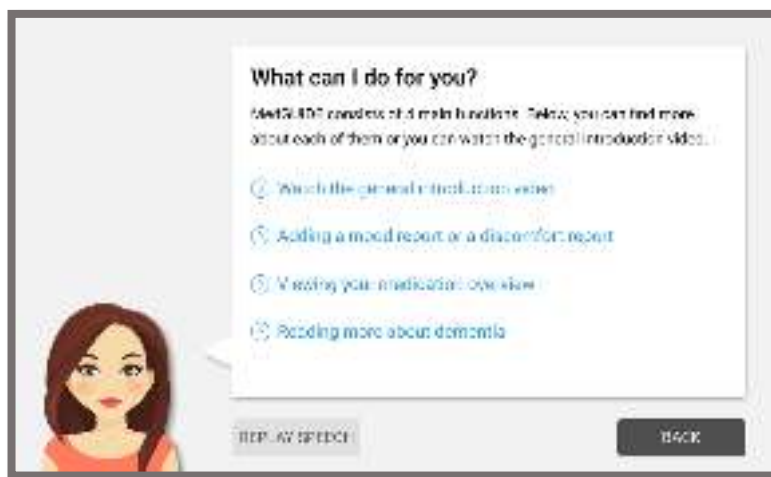 What can I do for you?
MedGUIDE consists of 4 main functions. Below, you can find more
about each of them or you can watch the general introduction video.
Watch the general introduction video
Adding a mood report or a discomfort report
Viewing your medication overview
Reading more about dementia
REPLAY SPEECH
BACK